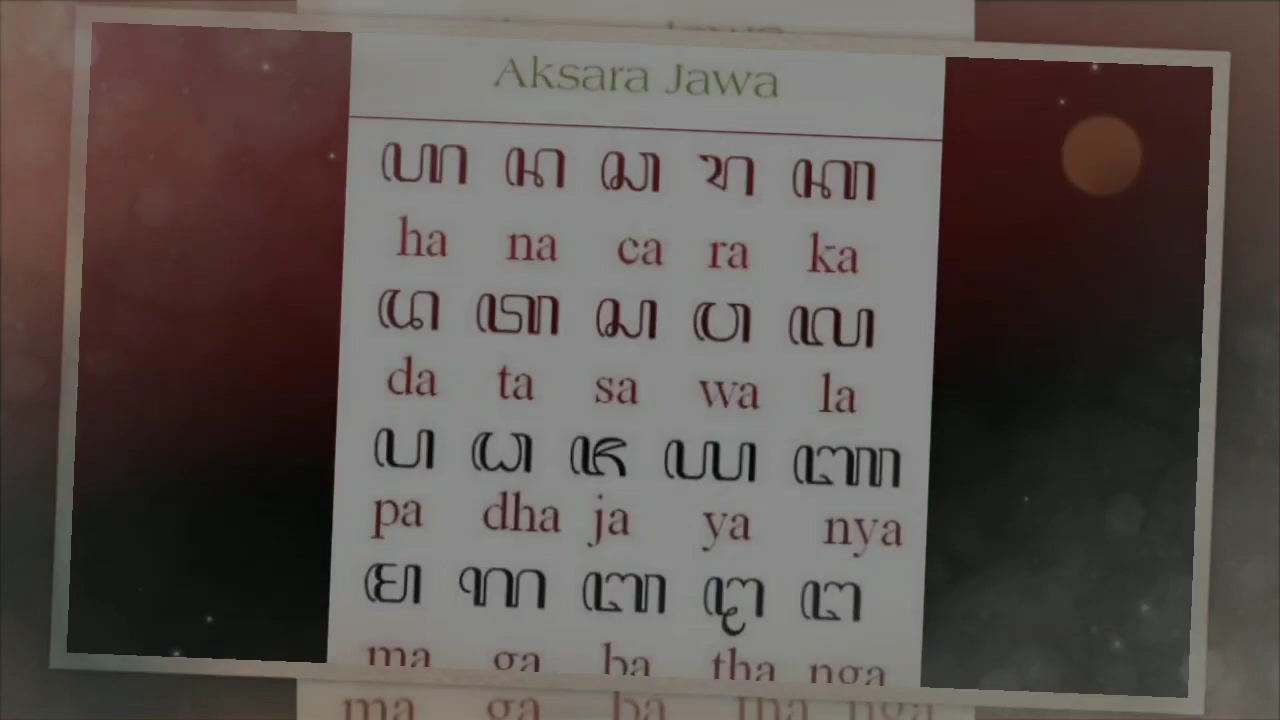 Aksara Jawa
ꦲ ꦤ ꦕ ꦫ ꦏ
ha na ca ra ka
ꦢ ꦠ ꦱ ꦮ ꦭ
da ta sa wa la
ꦥ ꦝ ꦗ ꦪ ꦚ
pa dha ja ya nya
ꦩ ꦒ ꦧ ꦛ ꦔ
ma ga ba tha nga